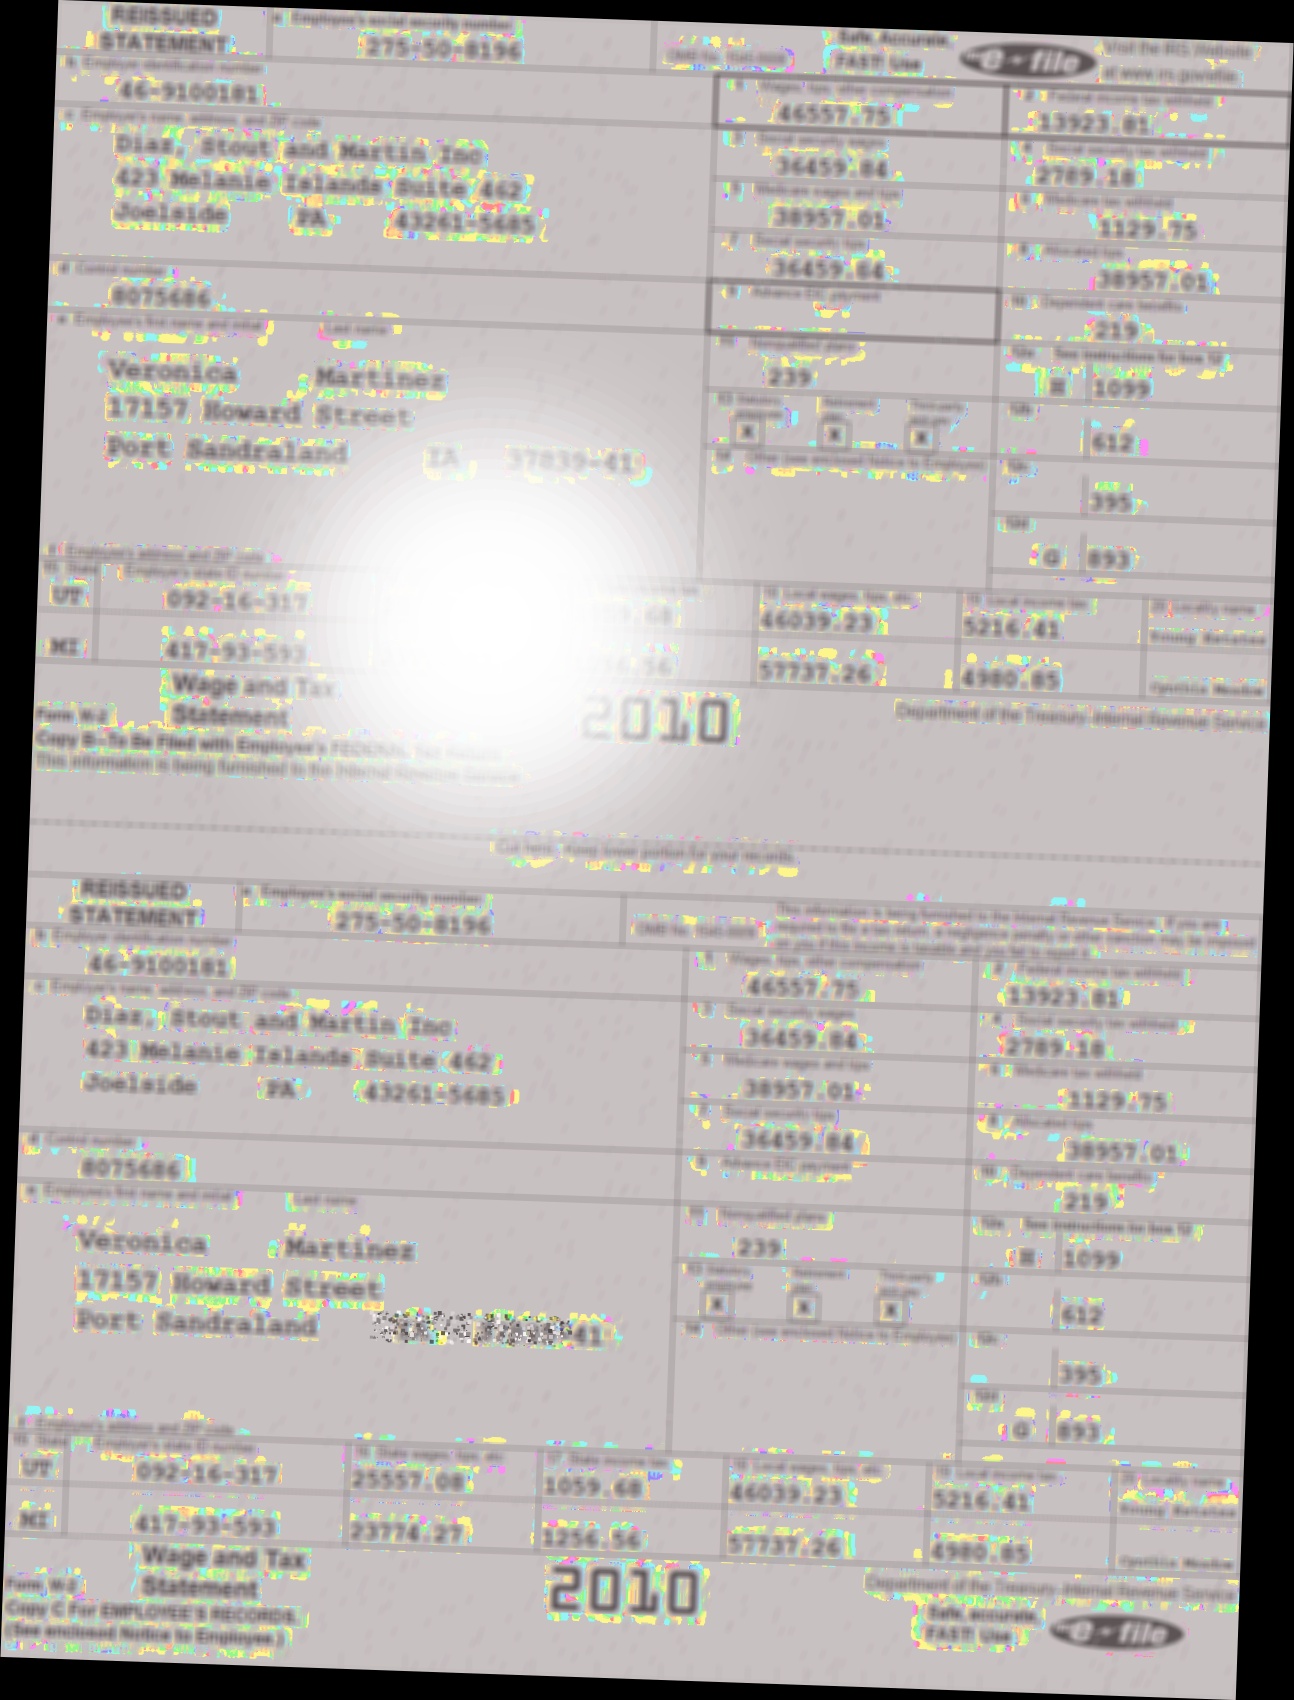 REISSUED STATEMENT
a Employee's social security number
275-50-8196
OMB No. 1545-0008
Safe, Accurate, FAST! Use
e-file
Visit the IRS Website at www.irs.gov/efile
b Employer identification number
46-9100181
1 Wages, tips, other compensation
46557.75
2 Federal income tax withheld
13923.81
c Employer's name, address, and ZIP code
Diaz, Stout and Martin Inc
423 Melanie Islands Suite 462
Joelside PA 43261-5685
3 Social security wages
36459.84
4 Social security tax withheld
2789.18
5 Medicare wages and tips
38957.01
6 Medicare tax withheld
1129.75
7 Social security tips
36459.84
8 Allocated tips
38957.01
d Control number
8075686
9 Advance EIC payment
10 Dependent care benefits
219
e Employee's first name and initial Last name
Veronica Martinez
17157 Howard Street
Port Sandraland IA 37839-41
11 Nonqualified plans
239
12a See instructions for box 12
H 1099
13 Statutory employee Retirement plan Third-party sick pay
X X X
12b
612
14 Other (see enclosed Notice to Employee)
12c
395
12d
G 893
f Employee's address and ZIP code
15 State Employer's state ID number
18 Local wages, tips, etc.
19 Local income tax
20 Locality name
UT 092-16-317 46039.23 5216.41
MI 417-93-593 57737.26 4980.85 Cynthia Meadow
Form W-2
Wage and Tax Statement
2010
Department of the Treasury-Internal Revenue Service
Copy B-To Be Filed with Employee's FEDERAL Tax Return
This information is being furnished to the Internal Revenue Service.
Cut here. Keep lower portion for your records.
REISSUED STATEMENT
a Employee's social security number
275-50-8196
OMB No. 1545-0008
This information is being furnished to the Internal Revenue Service. If you are
required to file a tax return, a negligence penalty or other sanction may be imposed
on you if this income is taxable and you fail to report it.
b Employer identification number
46-9100181
1 Wages, tips, other compensation
46557.75
2 Federal income tax withheld
13923.81
c Employer's name, address, and ZIP code
Diaz, Stout and Martin Inc
423 Melanie Islands Suite 462
Joelside PA 43261-5685
3 Social security wages
36459.84
4 Social security tax withheld
2789.18
5 Medicare wages and tips
38957.01
6 Medicare tax withheld
1129.75
7 Social security tips
36459.84
8 Allocated tips
38957.01
d Control number
8075686
9 Advance EIC payment
10 Dependent care benefits
219
e Employee's first name and initial Last name
Veronica Martinez
17157 Howard Street
Port Sandraland 41
11 Nonqualified plans
239
12a See instructions for box 12
H 1099
13 Statutory employee Retirement plan Third-party sick pay
X X X
12b
612
14 Other (see enclosed Notice to Employee)
12c
395
12d
G 893
f Employee's address and ZIP code
15 State Employer's state ID number
16 State wages, tips, etc.
17 State income tax
18 Local wages, tips, etc.
19 Local income tax
20 Locality name
UT 092-16-317 25557.08 1059.68 46039.23 5216.41
MI 417-93-593 23774.27 1256.56 57737.26 4980.85 Cynthia Meadow
Form W-2
Wage and Tax Statement
2010
Department of the Treasury-Internal Revenue Service
Copy C For EMPLOYEE'S RECORDS.
(See enclosed Notice to Employee.)
Safe, accurate, FAST! Use
e-file